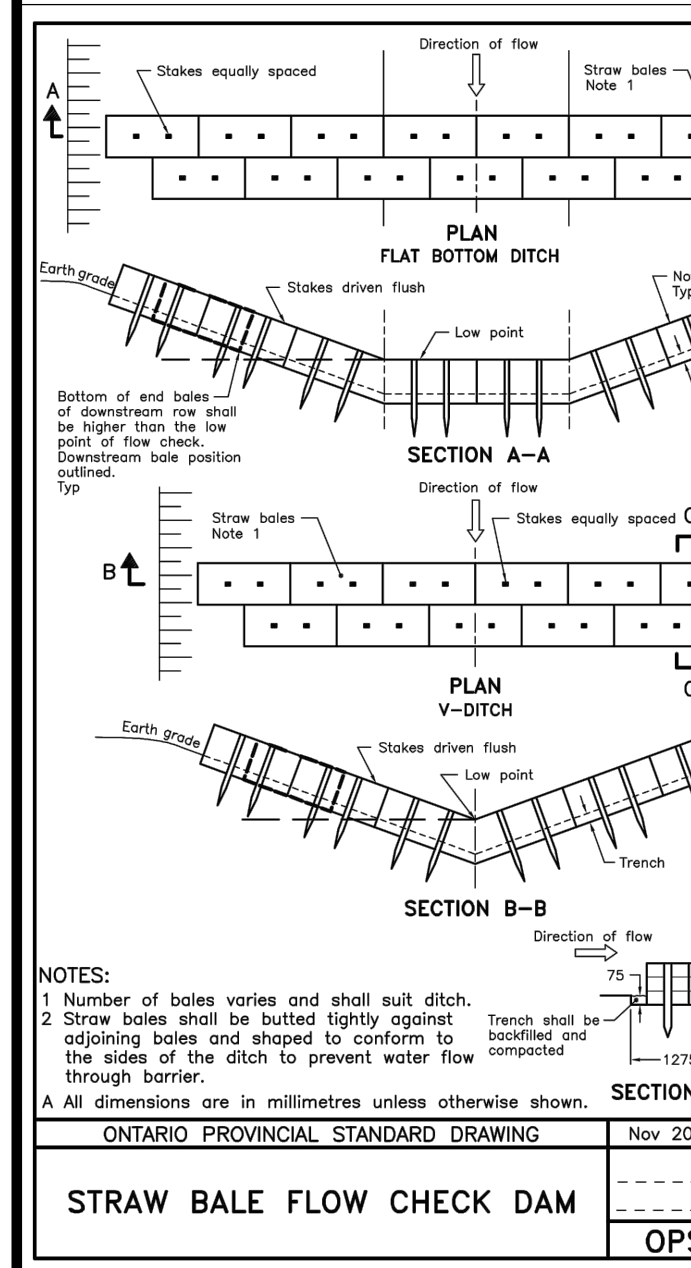 Direction of flow
Stakes equally spaced
Straw bales
Note 1
A
PLAN
FLAT BOTTOM DITCH
Earth grade
Stakes driven flush
Low point
Bottom of end bales
of downstream row shall
be higher than the low
point of flow check.
Downstream bale position
outlined.
Typ
SECTION A-A
Direction of flow
Straw bales
Note 1
Stakes equally spaced
B
PLAN
V-DITCH
Earth grade
Stakes driven flush
Low point
Trench
SECTION B-B
Direction of flow
75
Trench shall be
backfilled and
compacted
1275
SECTION
NOTES:
1 Number of bales varies and shall suit ditch.
2 Straw bales shall be butted tightly against
adjoining bales and shaped to conform to
the sides of the ditch to prevent water flow
through barrier.
A All dimensions are in millimetres unless otherwise shown.
ONTARIO PROVINCIAL STANDARD DRAWING
Nov 20
STRAW BALE FLOW CHECK DAM